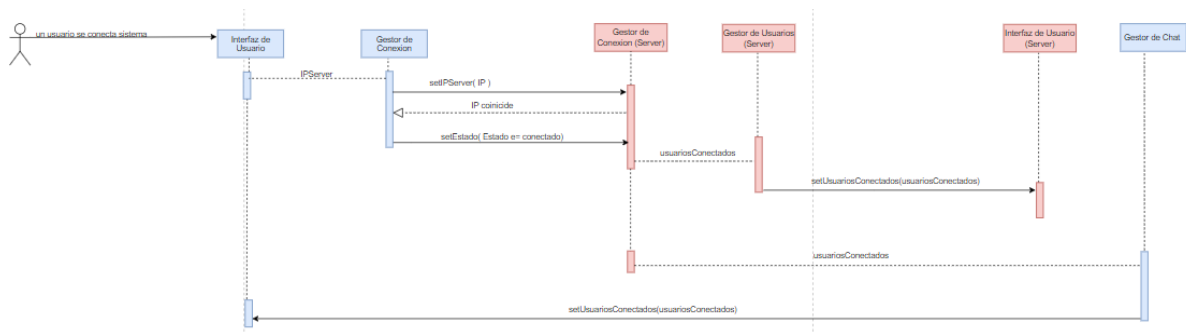 un usuario se conecta sistema
Interfaz de
Usuario
Gestor de
Conexion
Gestor de
Conexion (Server)
Gestor de Usuarios
(Server)
Interfaz de Usuario
(Server)
Gestor de Chat
IPServer
setIPServer( IP )
IP coinicide
setEstado( Estado e= conectado)
usuariosConectados
setUsuariosConectados(usuariosConectados)
usuariosConectados
setUsuariosConectados(usuariosConectados)